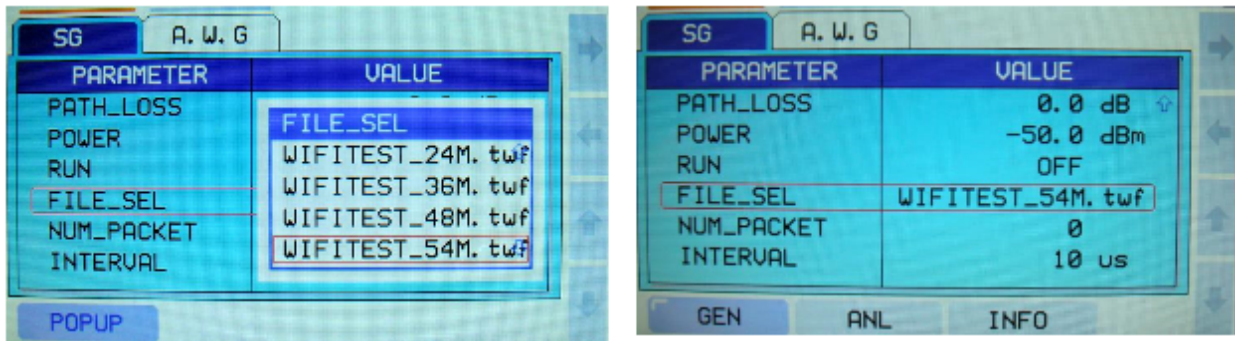 SG A.W.G
PARAMETER VALUE
PATH_LOSS
POWER
RUN
FILE_SEL
NUM_PACKET
INTERVAL
FILE_SEL
WIFITEST_24M.twf
WIFITEST_36M.twf
WIFITEST_48M.twf
WIFITEST_54M.twf
POPUP
SG A.W.G
PARAMETER VALUE
PATH_LOSS 0.0 dB
POWER -50.0 dBm
RUN OFF
FILE_SEL WIFITEST_54M.twf
NUM_PACKET 0
INTERVAL 10 us
GEN ANL INFO